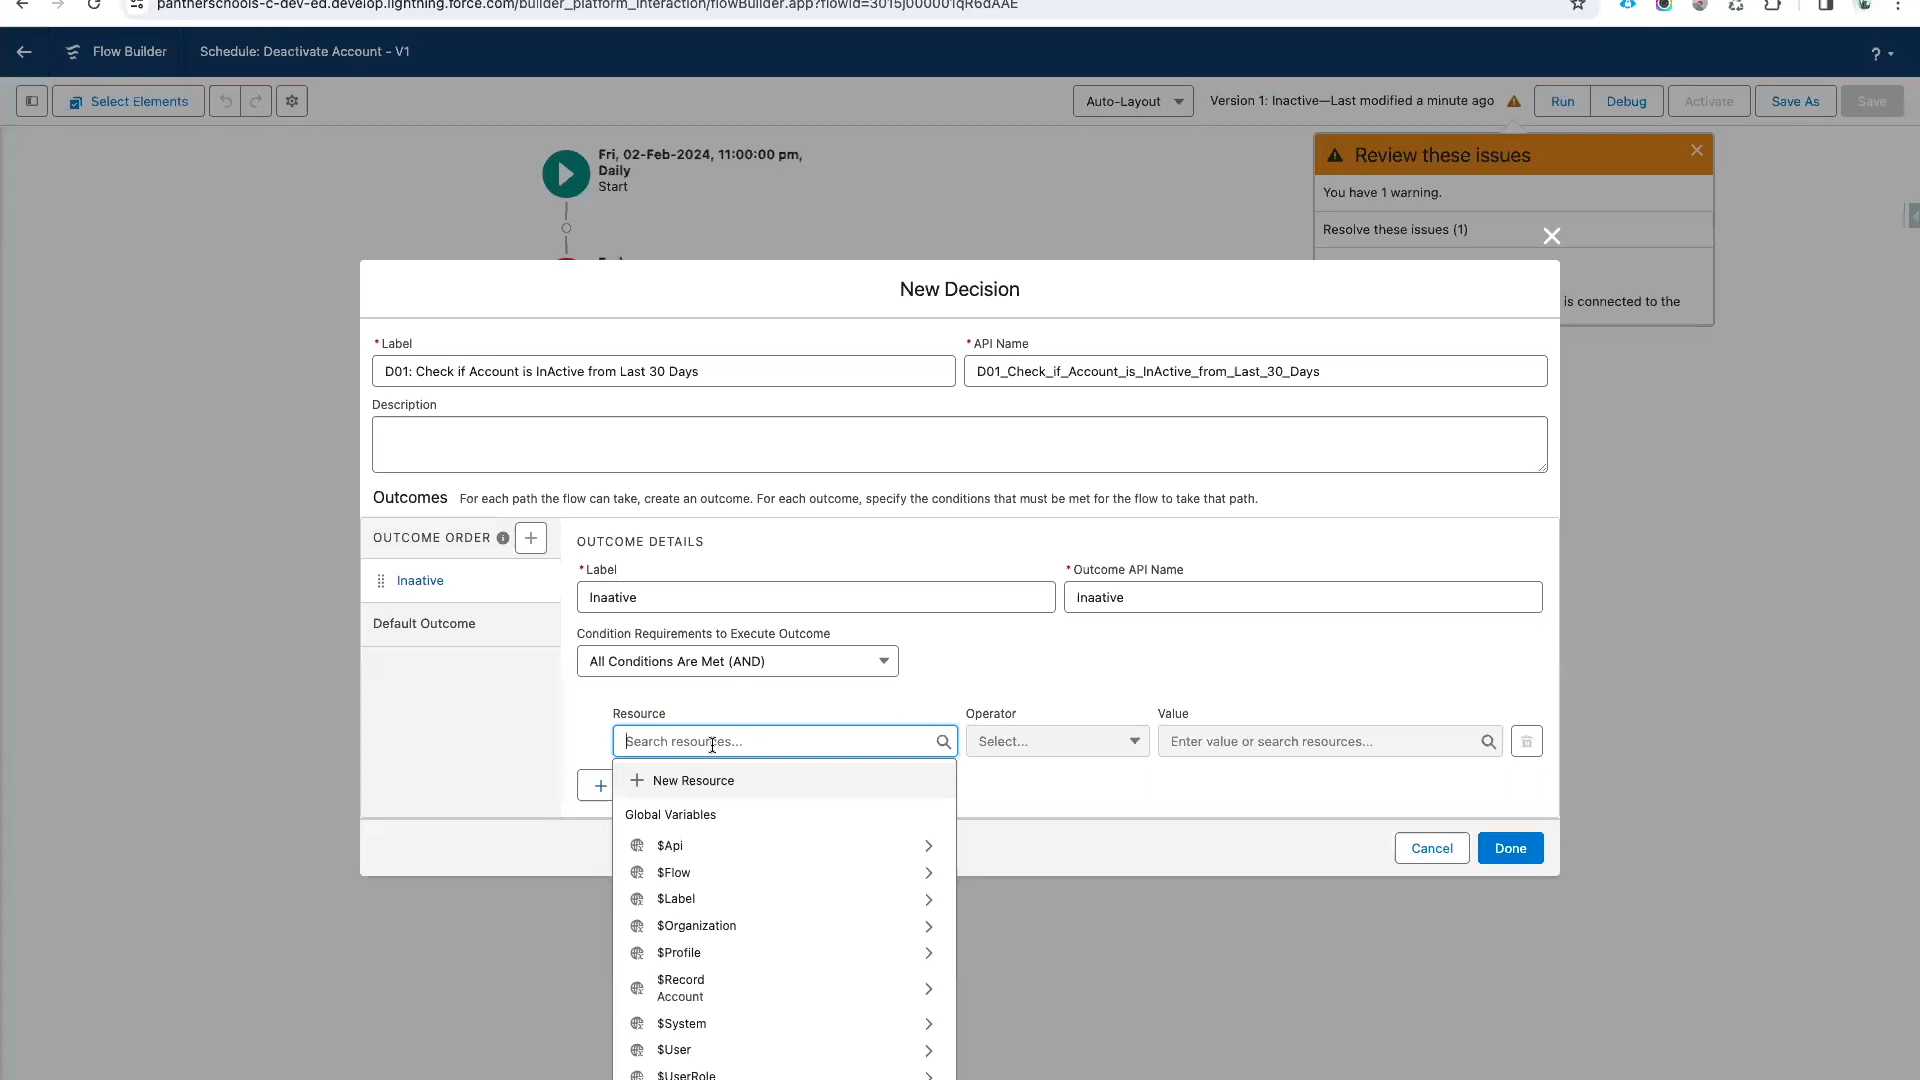 pantherschools-c-dev-ed.develop.lightning.force.com/builder_platform_interaction/flowBuilder.app?flowId=3015j000001qR6dAAE
Flow Builder
Schedule: Deactivate Account - V1
?
Select Elements
Auto-Layout
Version 1: Inactive—Last modified a minute ago
Run
Debug
Activate
Save As
Save
Fri, 02-Feb-2024, 11:00:00 pm,
Daily
Start
Review these issues
You have 1 warning.
Resolve these issues (1)
is connected to the
New Decision
* Label
* API Name
D01: Check if Account is InActive from Last 30 Days
D01_Check_if_Account_is_InActive_from_Last_30_Days
Description
Outcomes For each path the flow can take, create an outcome. For each outcome, specify the conditions that must be met for the flow to take that path.
OUTCOME ORDER
OUTCOME DETAILS
Inaative
Default Outcome
* Label
* Outcome API Name
Inaative
Inaative
Condition Requirements to Execute Outcome
All Conditions Are Met (AND)
Resource
Operator
Value
Search resources...
Select...
Enter value or search resources...
New Resource
Global Variables
$Api
$Flow
$Label
$Organization
$Profile
$Record
Account
$System
$User
$UserRole
Cancel
Done